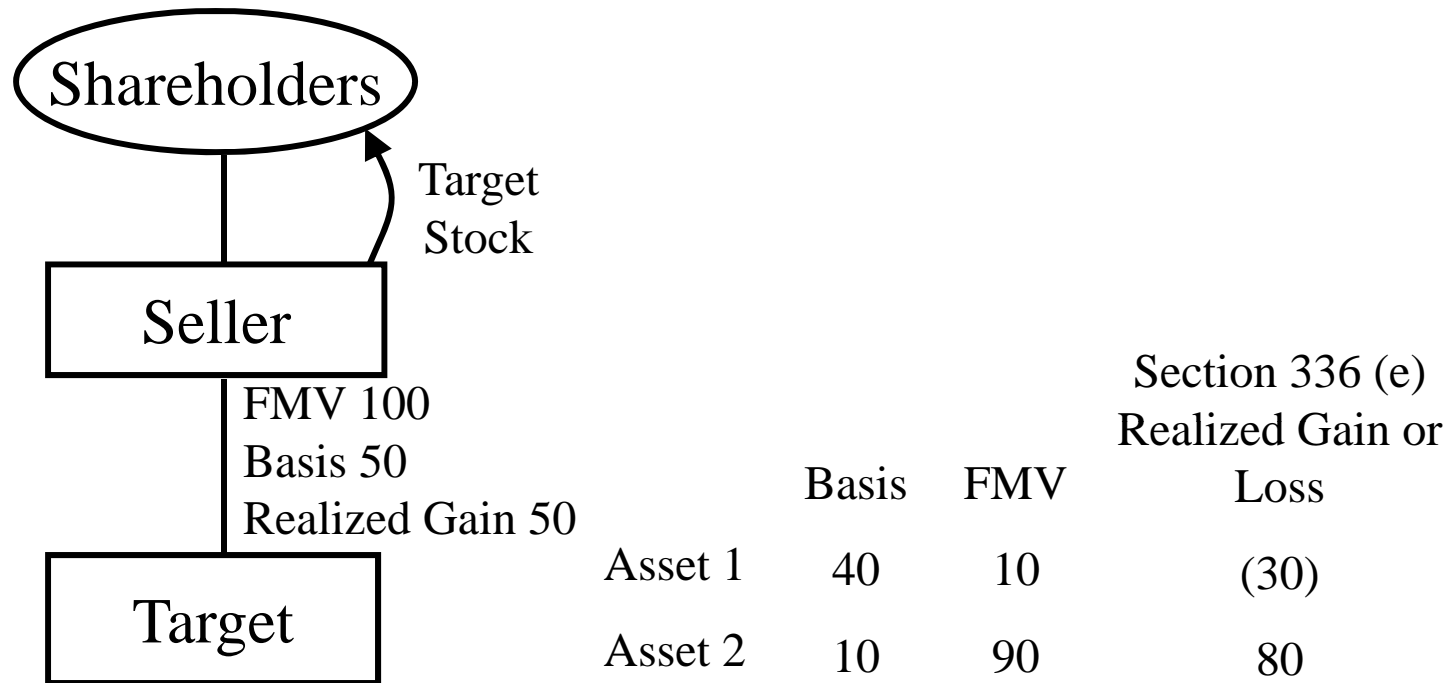 Shareholders
Target
Stock
Seller
FMV 100
Basis 50
Realized Gain 50
Target
Section 336 (e)
Realized Gain or
Basis FMV Loss
Asset 1 40 10 (30)
Asset 2 10 90 80